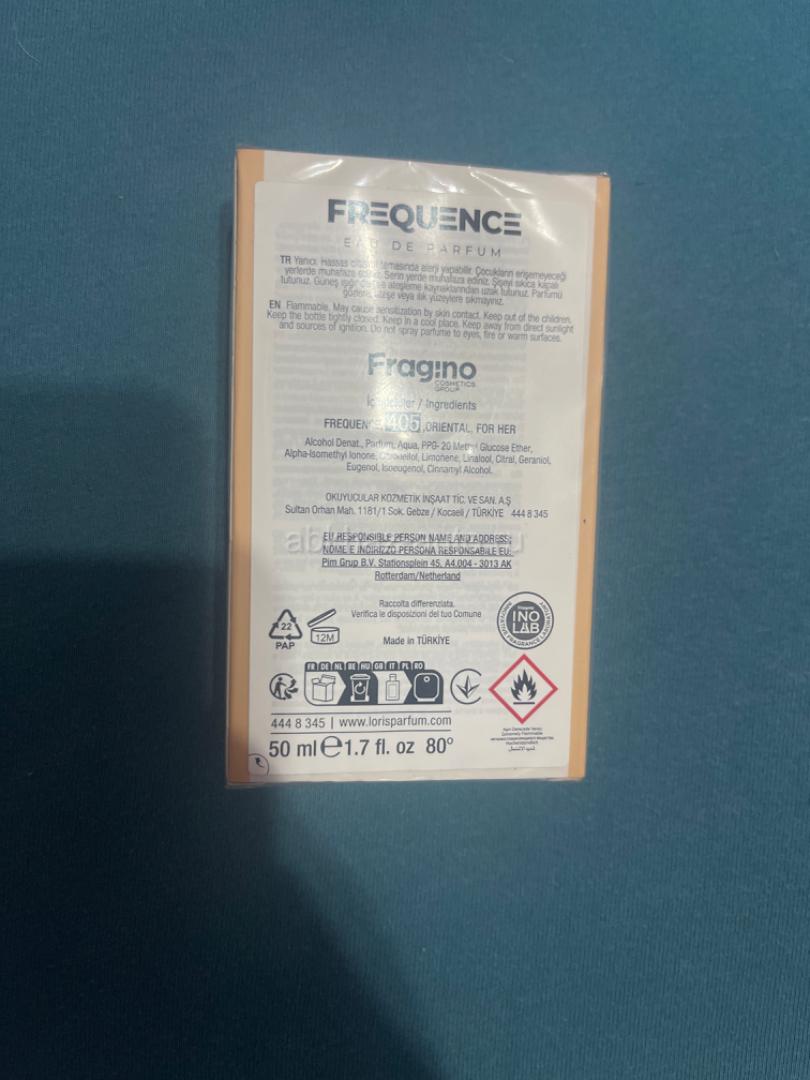 FREQUENCE
EAU DE PARFUM
TR Yanıcı. Hassas ciltlerde temasında alerji yapabilir. Çocukların erişemeyeceği
yerlerde muhafaza ediniz. Serin yerde muhafaza ediniz. Şişeyi sıkıca kapalı
tutunuz. Güneş ışığından ve ateşleme kaynaklarından uzak tutunuz. Parfümü
gözlere, ateşe veya ılık yüzeylere sıkmayınız.
EN Flammable. May cause sensitization by skin contact. Keep out of the children.
Keep the bottle tightly closed. Keep in a cool place. Keep away from direct sunlight
and sources of ignition. Do not spray parfume to eyes, fire or warm surfaces.
Fragino
COSMETICS
GROUP
İçindekiler / Ingredients
FREQUENCE 405 ,ORIENTAL, FOR HER
Alcohol Denat., Parfum, Aqua, PPG- 20 Methyl Glucose Ether,
Alpha-Isomethyl Ionone, Citronellol, Limonene, Linalool, Citral, Geraniol,
Eugenol, Isoeugenol, Cinnamyl Alcohol.
OKUYUCULAR KOZMETİK İNŞAAT TİC. VE SAN. A.Ş
Sultan Orhan Mah. 1181/1 Sok. Gebze / Kocaeli / TÜRKİYE 444 8 345
EU RESPONSIBLE PERSON NAME AND ADDRESS:
NOME E INDIRIZZO PERSONA RESPONSABILE EU:
Pim Grup B.V. Stationsplein 45, A4.004 - 3013 AK
Rotterdam/Netherland
Raccolta differenziata.
Verifica le disposizioni del tuo Comune
22
PAP
12M
Made in TÜRKİYE
INO
LAB
INNOVATIVE FRAGRANCE LABORATORY
FR DE NL BE HU GB IT PL RO
444 8 345 | www.lorisparfum.com
50 ml e 1.7 fl. oz 80°
Extremely Flammable
Hochentzündlich